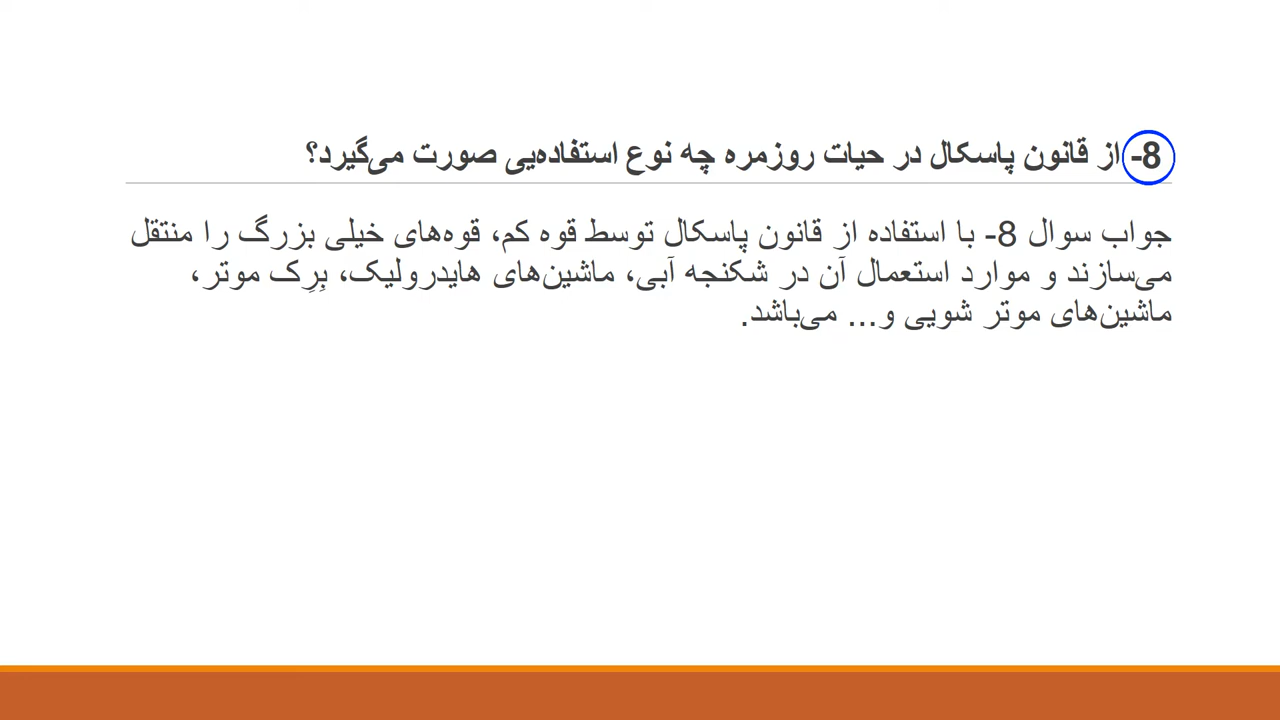 8- از قانون پاسکال در حیات روزمره چه نوع استفاده‌یی صورت می‌گیرد؟
جواب سوال 8- با استفاده از قانون پاسکال توسط قوه کم، قوه‌های خیلی بزرگ را منتقل
می‌سازند و موارد استعمال آن در شکنجه آبی، ماشین‌های هایدرولیک، بِرِک موتر،
ماشین‌های موتر شویی و... می‌باشد.